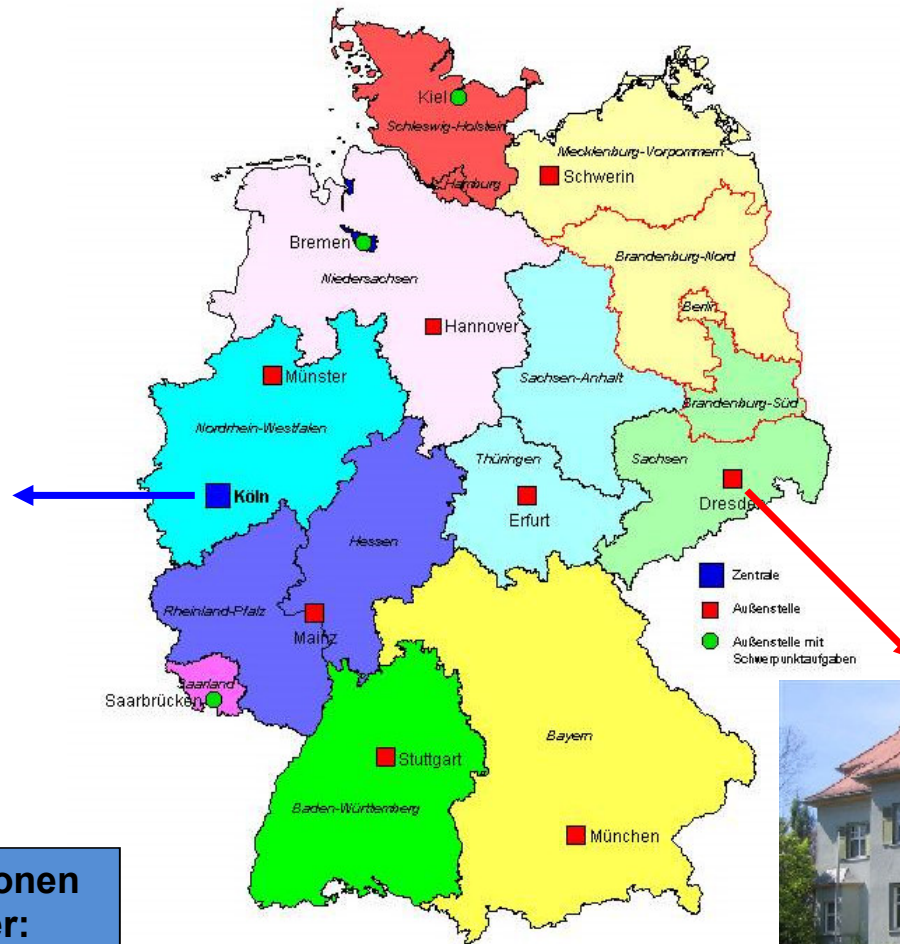 Kiel
Schleswig-Holstein
Mecklenburg-Vorpommern
Hamburg
Schwerin
Bremen
Brandenburg-Nord
Niedersachsen
Berlin
Hannover
Münster
Sachsen-Anhalt
Brandenburg-Süd
Nordrhein-Westfalen
Thüringen
Sachsen
Köln
Dresden
Erfurt
Hessen
Zentrale
Rheinland-Pfalz
Außenstelle
Mainz
Außenstelle mit
Schwerpunktaufgaben
Saarland
Saarbrücken
Bayern
Stuttgart
Baden-Württemberg
München
onen
er: